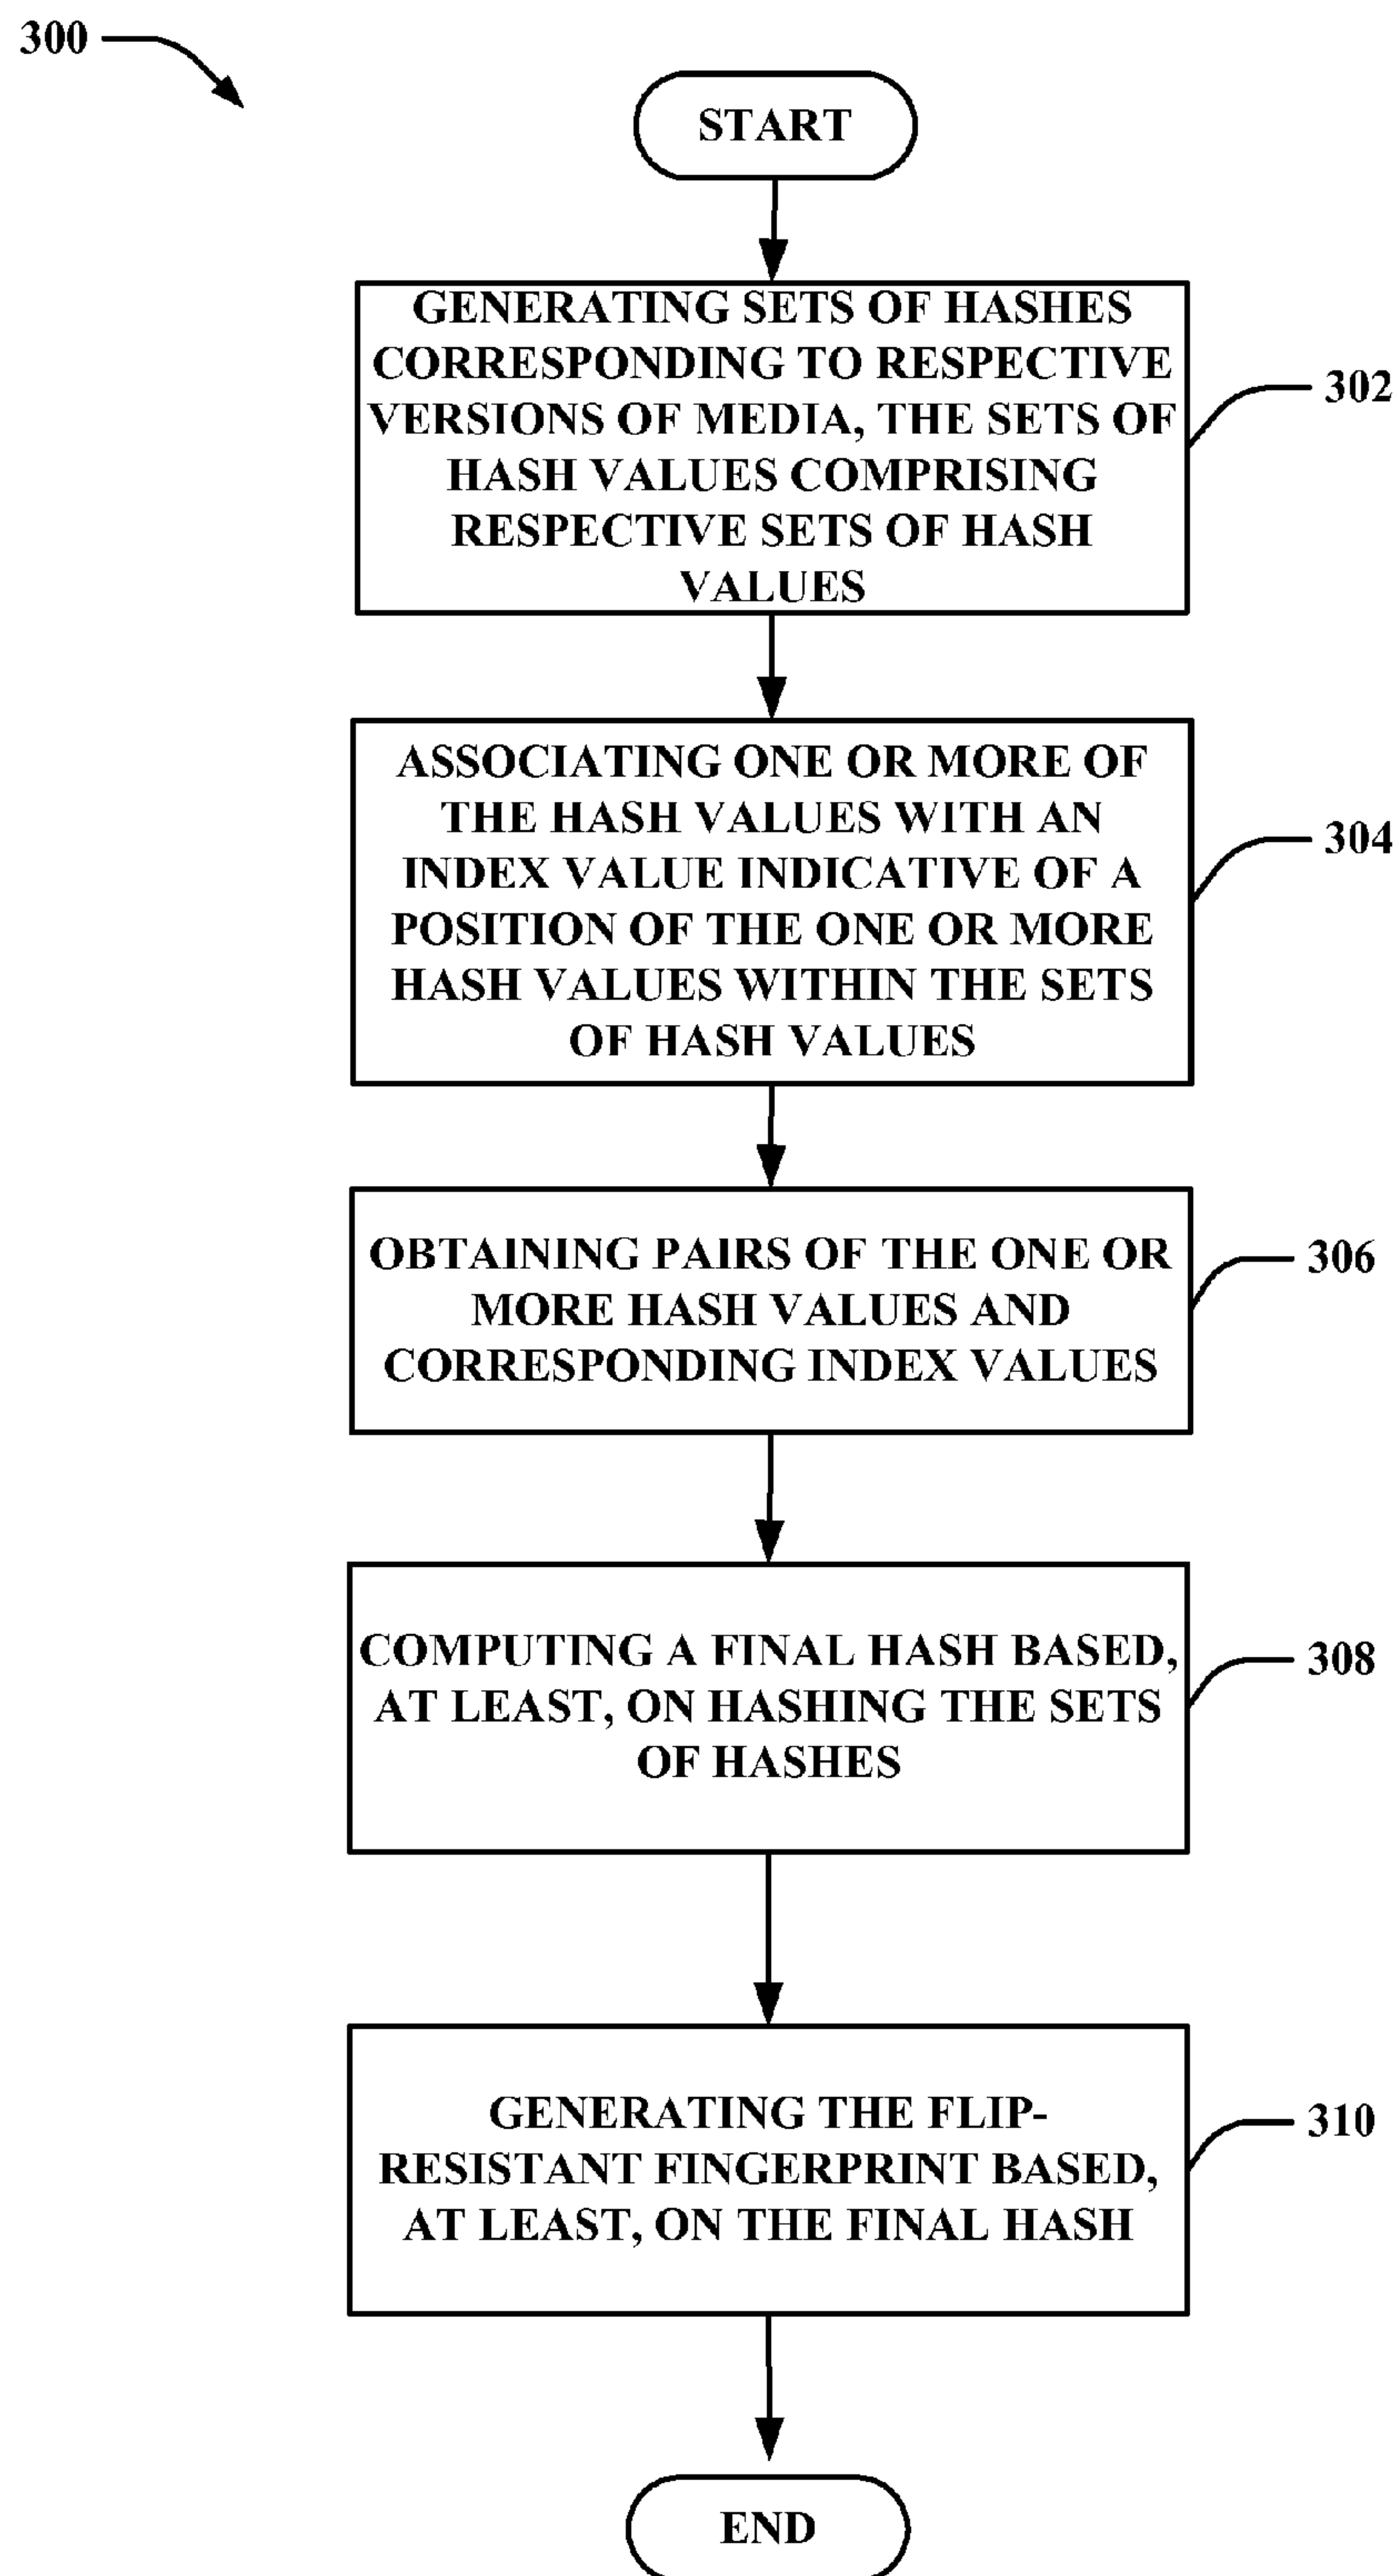 300
START
GENERATING SETS OF HASHES
CORRESPONDING TO RESPECTIVE
VERSIONS OF MEDIA, THE SETS OF
HASH VALUES COMPRISING
RESPECTIVE SETS OF HASH
VALUES
302
ASSOCIATING ONE OR MORE OF
THE HASH VALUES WITH AN
INDEX VALUE INDICATIVE OF A
POSITION OF THE ONE OR MORE
HASH VALUES WITHIN THE SETS
OF HASH VALUES
304
OBTAINING PAIRS OF THE ONE OR
MORE HASH VALUES AND
CORRESPONDING INDEX VALUES
306
COMPUTING A FINAL HASH BASED,
AT LEAST, ON HASHING THE SETS
OF HASHES
308
GENERATING THE FLIP-
RESISTANT FINGERPRINT BASED,
AT LEAST, ON THE FINAL HASH
310
END